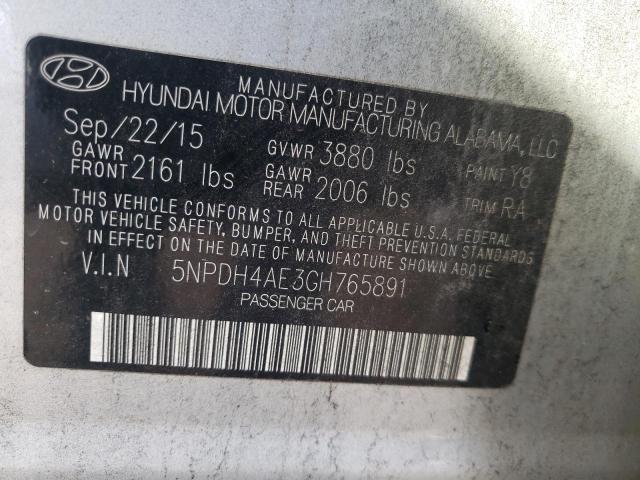 MANUFACTURED BY
HYUNDAI MOTOR MANUFACTURING ALABAMA, LLC
Sep/22/15 GVWR 3880 lbs PAINT Y8
GAWR FRONT 2161 lbs GAWR REAR 2006 lbs TRIM RA
THIS VEHICLE CONFORMS TO ALL APPLICABLE U.S.A. FEDERAL
MOTOR VEHICLE SAFETY, BUMPER, AND THEFT PREVENTION STANDARDS
IN EFFECT ON THE DATE OF MANUFACTURE SHOWN ABOVE.
V.I.N 5NPDH4AE3GH765891
PASSENGER CAR